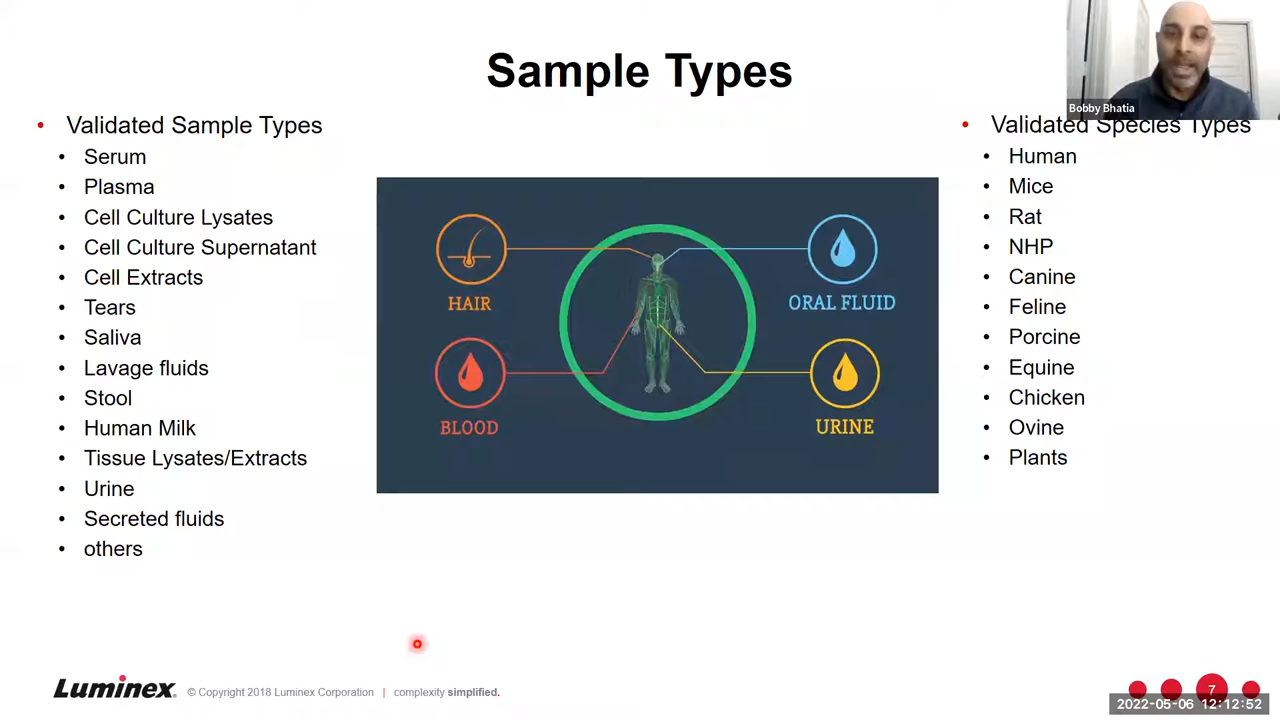 Sample Types
Bobby Bhatia
• Validated Sample Types
• Serum
• Plasma
• Cell Culture Lysates
• Cell Culture Supernatant
• Cell Extracts
• Tears
• Saliva
• Lavage fluids
• Stool
• Human Milk
• Tissue Lysates/Extracts
• Urine
• Secreted fluids
• others
HAIR
ORAL FLUID
BLOOD
URINE
• Validated Species Types
• Human
• Mice
• Rat
• NHP
• Canine
• Feline
• Porcine
• Equine
• Chicken
• Ovine
• Plants
Luminex
© Copyright 2018 Luminex Corporation | complexity simplified.
7
2022-05-06 12:12:52